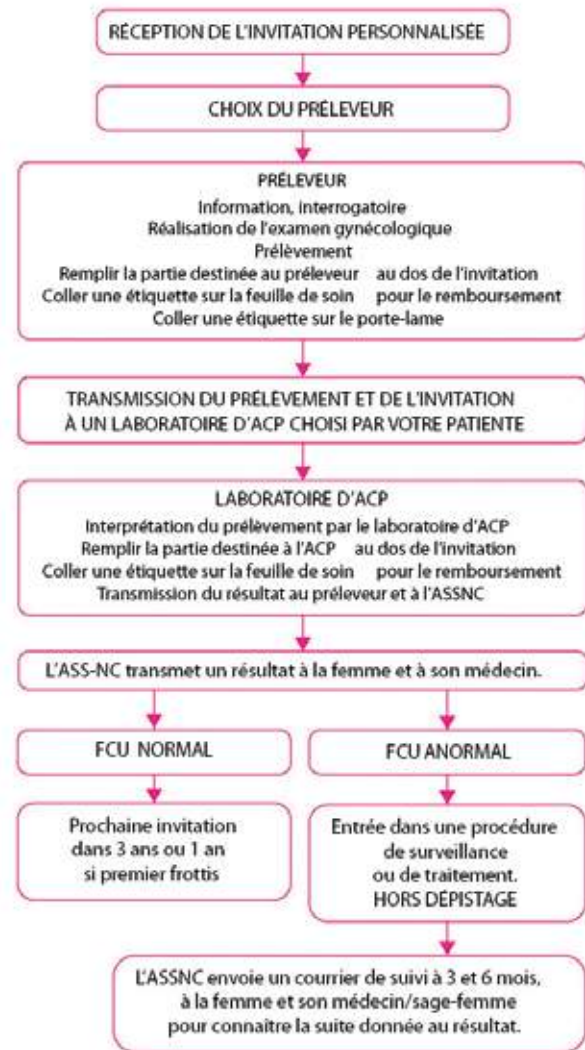 RÉCEPTION DE L'INVITATION PERSONNALISÉE
CHOIX DU PRÉLEVEUR
PRÉLEVEUR
Information, interrogatoire
Réalisation de l'examen gynécologique
Prélèvement
Remplir la partie destinée au préleveur au dos de l'invitation
Coller une étiquette sur la feuille de soin pour le remboursement
Coller une étiquette sur le porte-lame
TRANSMISSION DU PRÉLÈVEMENT ET DE L'INVITATION
À UN LABORATOIRE D'ACP CHOISI PAR VOTRE PATIENTE
LABORATOIRE D'ACP
Interprétation du prélèvement par le laboratoire d'ACP
Remplir la partie destinée à l'ACP au dos de l'invitation
Coller une étiquette sur la feuille de soin pour le remboursement
Transmission du résultat au préleveur et à l'ASSNC
L'ASS-NC transmet un résultat à la femme et à son médecin.
FCU NORMAL
FCU ANORMAL
Prochaine invitation
dans 3 ans ou 1 an
si premier frottis
Entrée dans une procédure
de surveillance
ou de traitement.
HORS DÉPISTAGE
L'ASSNC envoie un courrier de suivi à 3 et 6 mois,
à la femme et son médecin/sage-femme
pour connaître la suite donnée au résultat.